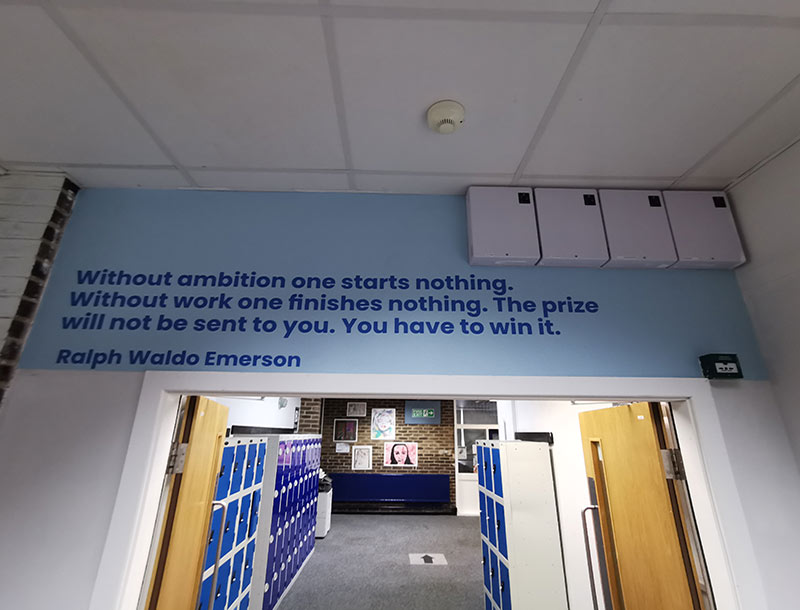 Without ambition one starts nothing.
Without work one finishes nothing. The prize
will not be sent to you. You have to win it.
Ralph Waldo Emerson